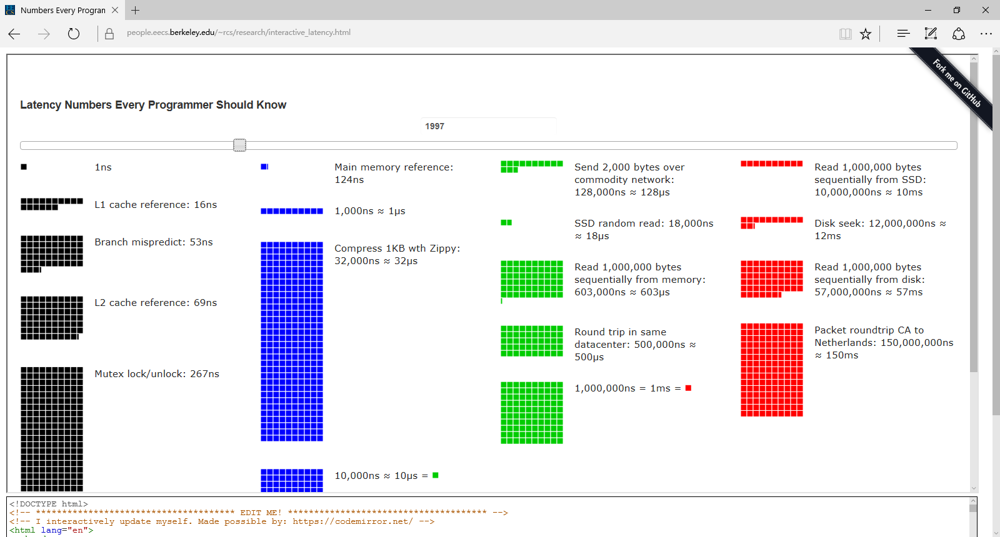 Numbers Every Progran
people.eecs.berkeley.edu/~rcs/research/interactive_latency.html
Fork me on GitHub
Latency Numbers Every Programmer Should Know
1997
1ns
L1 cache reference: 16ns
Branch mispredict: 53ns
L2 cache reference: 69ns
Mutex lock/unlock: 267ns
Main memory reference:
124ns
1,000ns ≈ 1μs
Compress 1KB wth Zippy:
32,000ns ≈ 32μs
10,000ns ≈ 10μs =
Send 2,000 bytes over
commodity network:
128,000ns ≈ 128μs
SSD random read: 18,000ns
≈ 18μs
Read 1,000,000 bytes
sequentially from memory:
603,000ns ≈ 603μs
Round trip in same
datacenter: 500,000ns ≈
500μs
1,000,000ns = 1ms =
Read 1,000,000 bytes
sequentially from SSD:
10,000,000ns ≈ 10ms
Disk seek: 12,000,000ns ≈
12ms
Read 1,000,000 bytes
sequentially from disk:
57,000,000ns ≈ 57ms
Packet roundtrip CA to
Netherlands: 150,000,000ns
≈ 150ms
<!DOCTYPE html>
<!-- ************************************** EDIT ME! ************************************** -->
<!-- I interactively update myself. Made possible by: https://codemirror.net/ -->
<html lang="en">